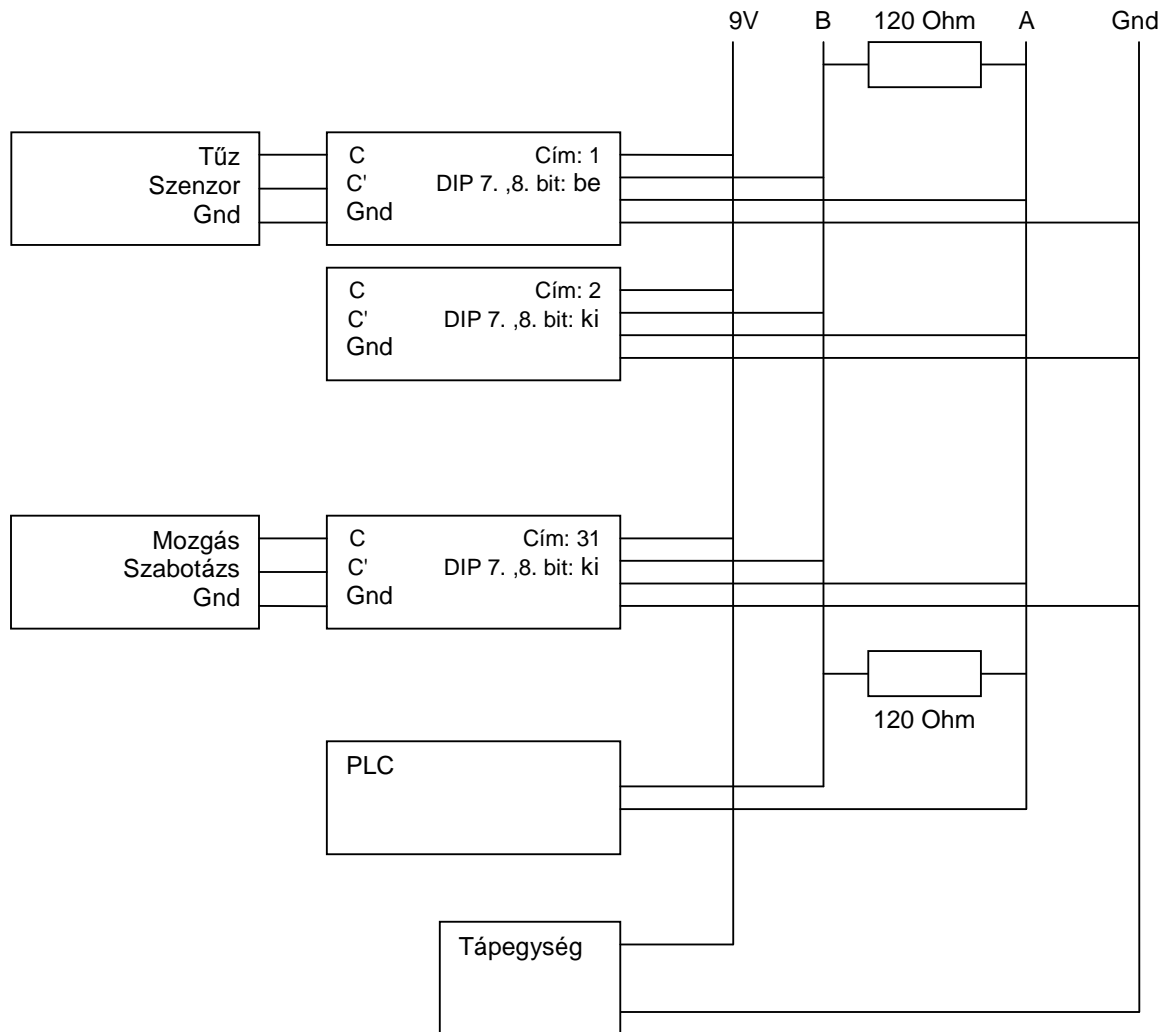 9V B 120 Ohm A Gnd
Tűz
Szenzor
Gnd
C Cím: 1
C' DIP 7. ,8. bit: be
Gnd
C Cím: 2
C' DIP 7. ,8. bit: ki
Gnd
Mozgás
Szabotázs
Gnd
C Cím: 31
C' DIP 7. ,8. bit: ki
Gnd
120 Ohm
PLC
Tápegység